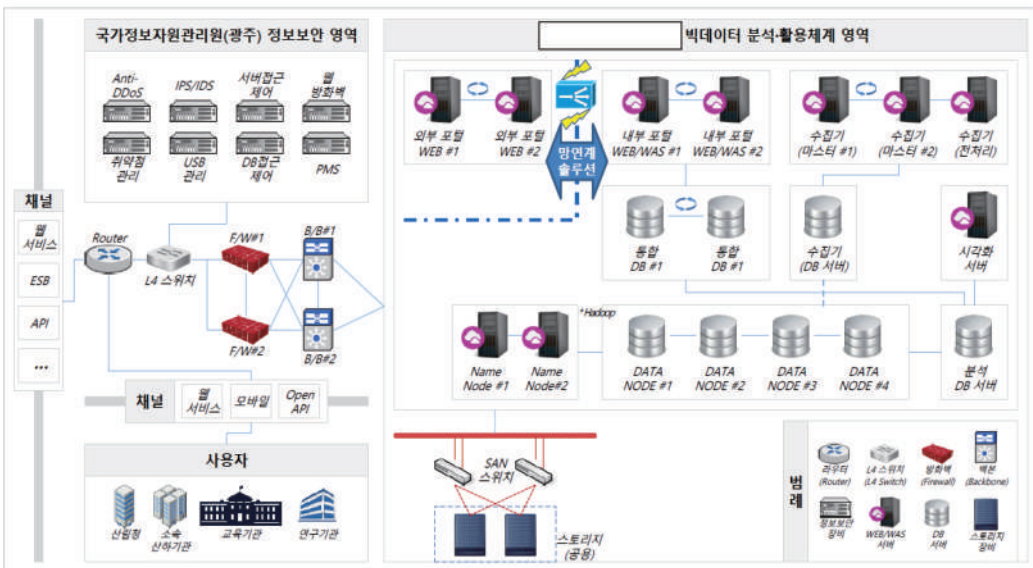 국가정보자원관리원(광주) 정보보안 영역
Anti-
DDoS
IPS/IDS
서버접근
제어
웹
방화벽
취약점
관리
USB
관리
DB접근
제어
PMS
채널
웹
서비스
ESB
API
...
Router
L4 스위치
F/W#1
F/W#2
B/B#1
B/B#2
채널
웹
서비스
모바일
Open
API
사용자
산림청
소속
산하기관
교육기관
연구기관
빅데이터 분석·활용체계 영역
외부 포털
WEB #1
외부 포털
WEB #2
망연계
솔루션
내부 포털
WEB/WAS #1
내부 포털
WEB/WAS #2
수집기
(마스터 #1)
수집기
(마스터 #2)
수집기
(전처리)
통합
DB #1
통합
DB #1
수집기
(DB 서버)
시각화
서버
*Hadoop
Name
Node #1
Name
Node#2
DATA
NODE #1
DATA
NODE #2
DATA
NODE #3
DATA
NODE #4
분석
DB 서버
SAN
스위치
스토리지
(공용)
범례
라우터
(Router)
L4 스위치
(L4 Switch)
방화벽
(Firewall)
백본
(Backbone)
정보보안
장비
WEB/WAS
서버
DB
서버
스토리지
장비